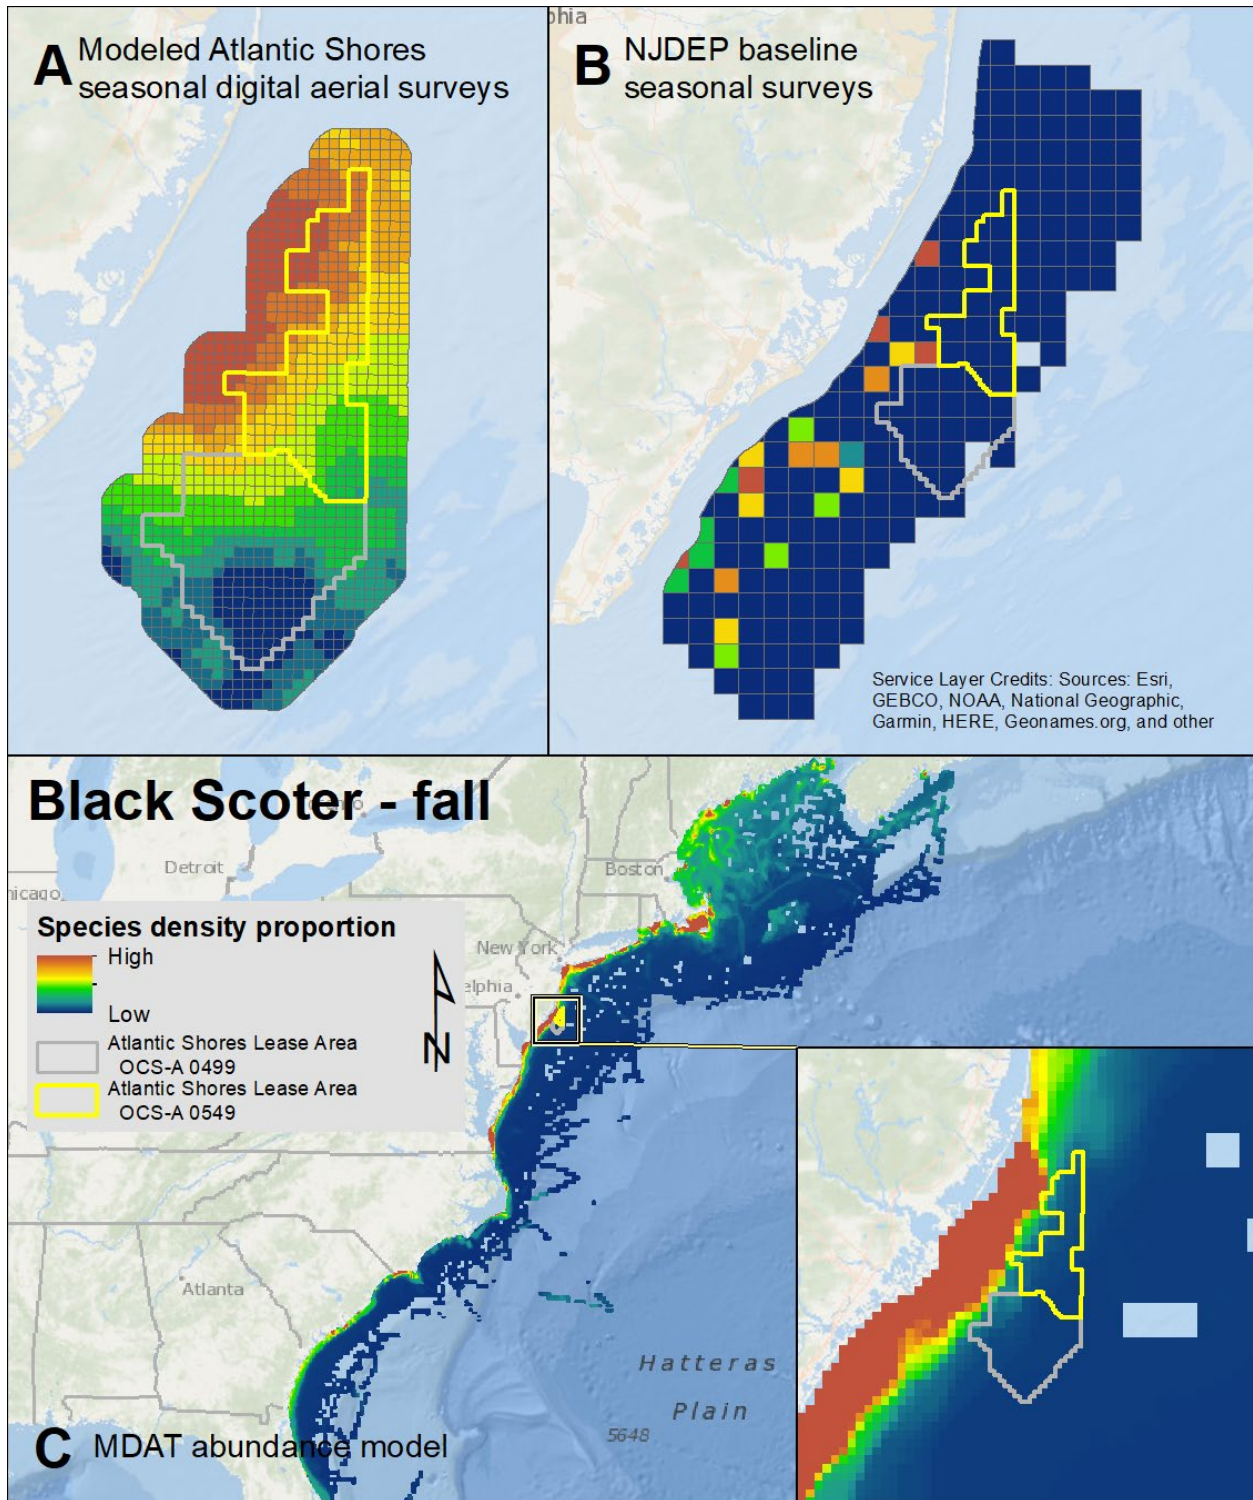 A Modeled Atlantic Shores
seasonal digital aerial surveys
phia
B NJDEP baseline
seasonal surveys
Service Layer Credits: Sources: Esri,
GEBCO, NOAA, National Geographic,
Garmin, HERE, Geonames.org, and other
Black Scoter - fall
Detroit
Boston
hicago
Species density proportion
High
Low
New York
elphia
Atlantic Shores Lease Area
OCS-A 0499
Atlantic Shores Lease Area
OCS-A 0549
N
Atlanta
Hatteras
Plain
5648
C MDAT abundance model